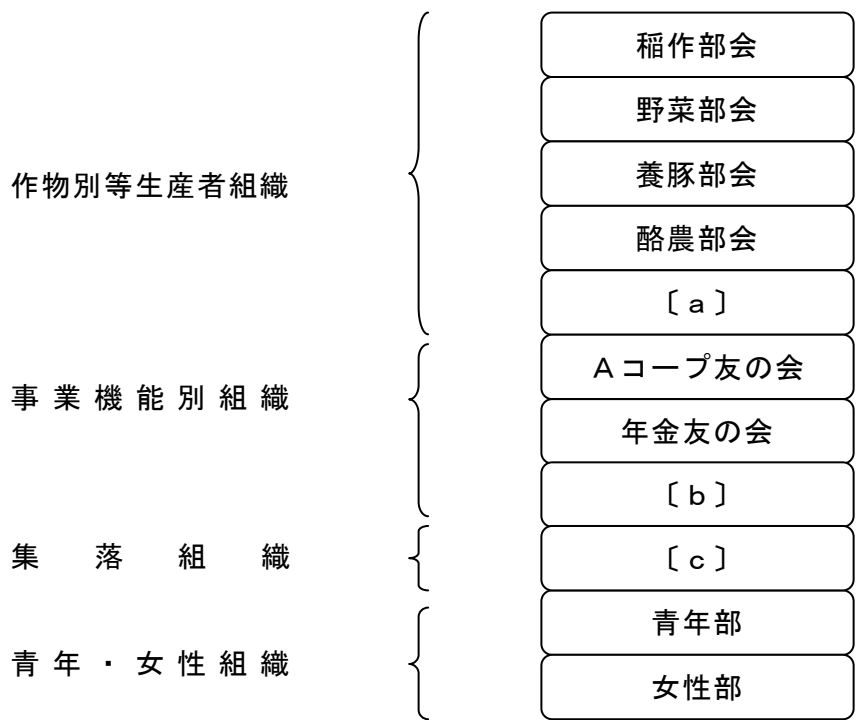 作物別等生産者組織
稲作部会
野菜部会
養豚部会
酪農部会
〔ａ〕
事業機能別組織
Ａコープ友の会
年金友の会
〔ｂ〕
集落組織
〔ｃ〕
青年・女性組織
青年部
女性部